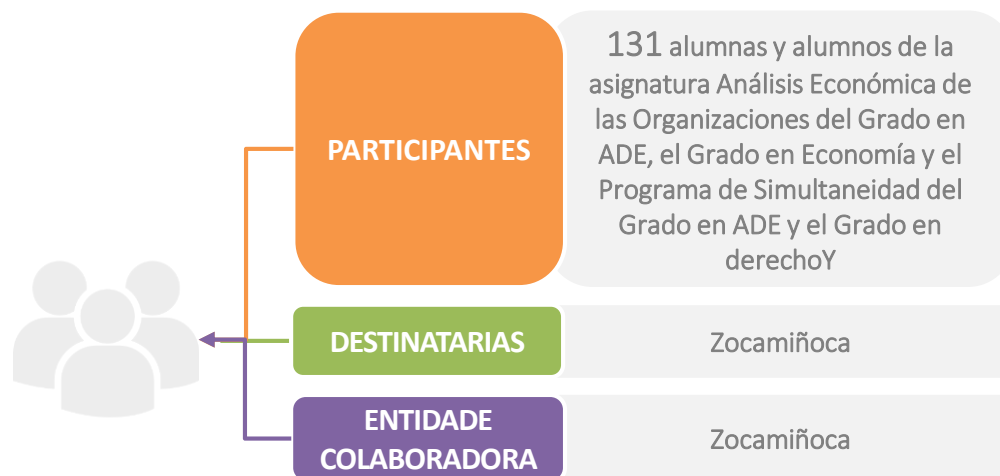 PARTICIPANTES
131 alumnas y alumnos de la
asignatura Análisis Económica de
las Organizaciones del Grado en
ADE, el Grado en Economía y el
Programa de Simultaneidad del
Grado en ADE y el Grado en
derechoY
DESTINATARIAS
Zocamiñoca
ENTIDADE
COLABORADORA
Zocamiñoca